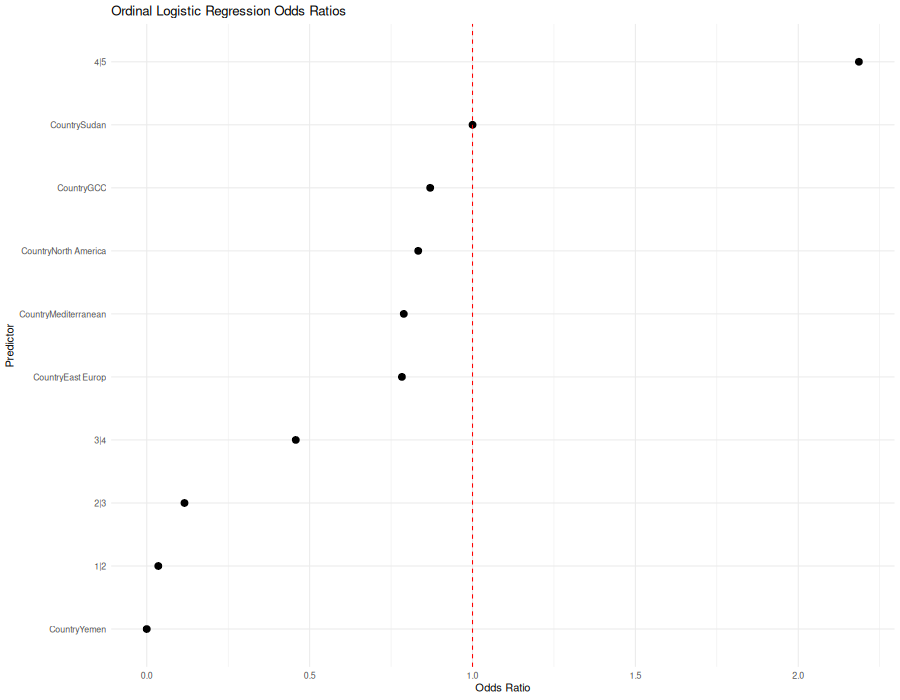 Ordinal Logistic Regression Odds Ratios
Predictor
4|5
CountrySudan
CountryGCC
CountryNorth America
CountryMediterranean
CountryEast Europ
3|4
2|3
1|2
CountryYemen
0.0 0.5 1.0 1.5 2.0
Odds Ratio